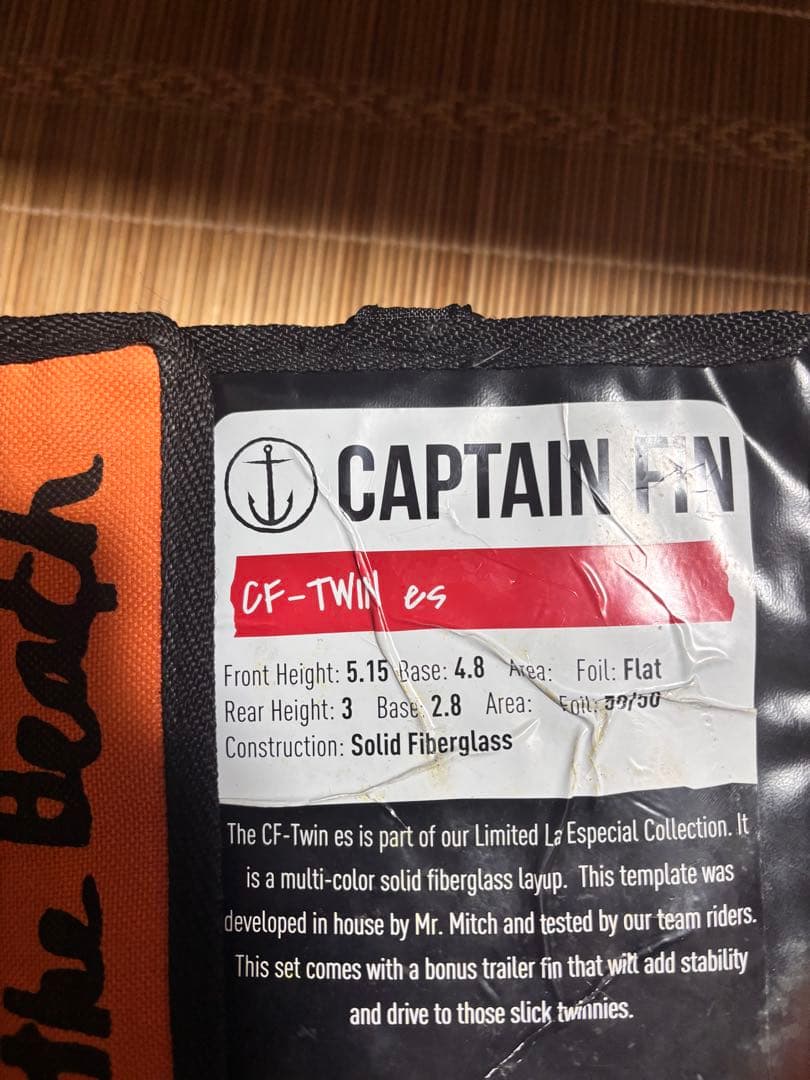 CAPTAIN FIN
CF-TWIN es
Front Height: 5.15 Base: 4.8 Area: Foil: Flat
Rear Height: 3 Base: 2.8 Area: Foil: 50/50
Construction: Solid Fiberglass
The CF-Twin es is part of our Limited La Especial Collection. It
is a multi-color solid fiberglass layup. This template was
developed in house by Mr. Mitch and tested by our team riders.
This set comes with a bonus trailer fin that will add stability
and drive to those slick twinnies.
the Death